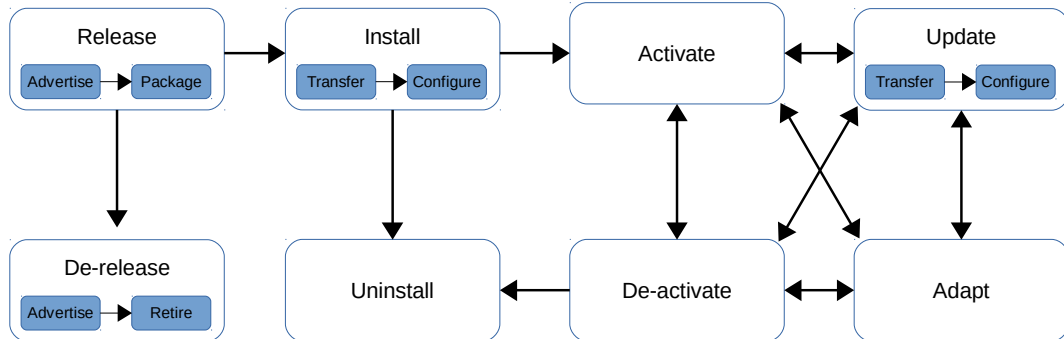 Release
Advertise
Package
Install
Transfer
Configure
Activate
Update
Transfer
Configure
De-release
Advertise
Retire
Uninstall
De-activate
Adapt